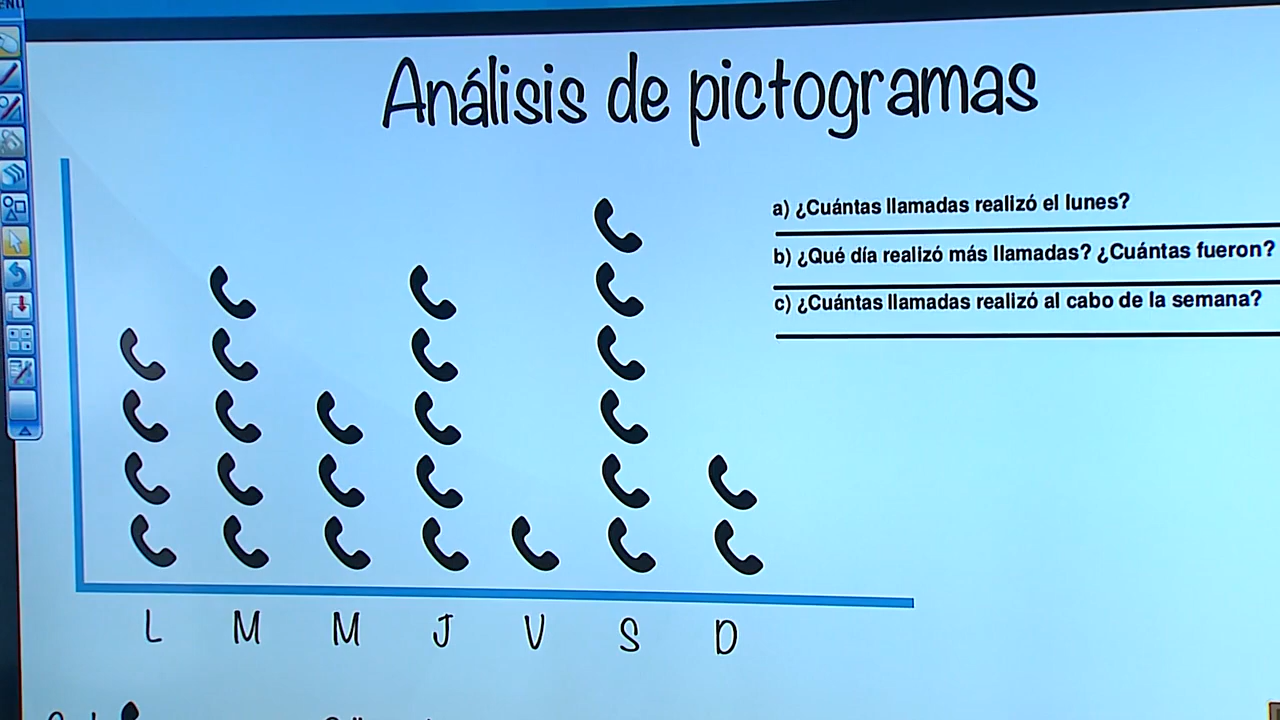 Análisis de pictogramas
a) ¿Cuántas llamadas realizó el lunes?
b) ¿Qué día realizó más llamadas? ¿Cuántas fueron?
c) ¿Cuántas llamadas realizó al cabo de la semana?
L M M J V S D